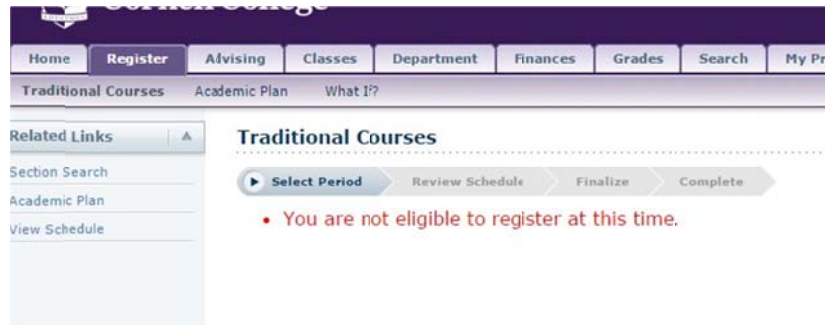 Home Register Advising Classes Department Finances Grades Search
Traditional Courses Academic Plan What If?
Related Links
Traditional Courses
Section Search
Select Period Review Schedule Finalize Complete
Academic Plan
• You are not eligible to register at this time.
View Schedule